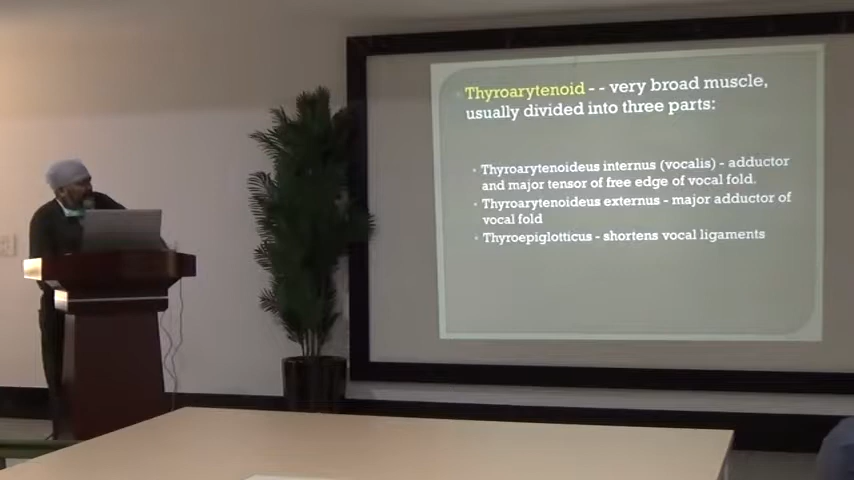 Thyroarytenoid - - very broad muscle,
usually divided into three parts:
• Thyroarytenoideus internus (vocalis) - adductor
and major tensor of free edge of vocal fold.
• Thyroarytenoideus externus - major adductor of
vocal fold
• Thyroepiglotticus - shortens vocal ligaments